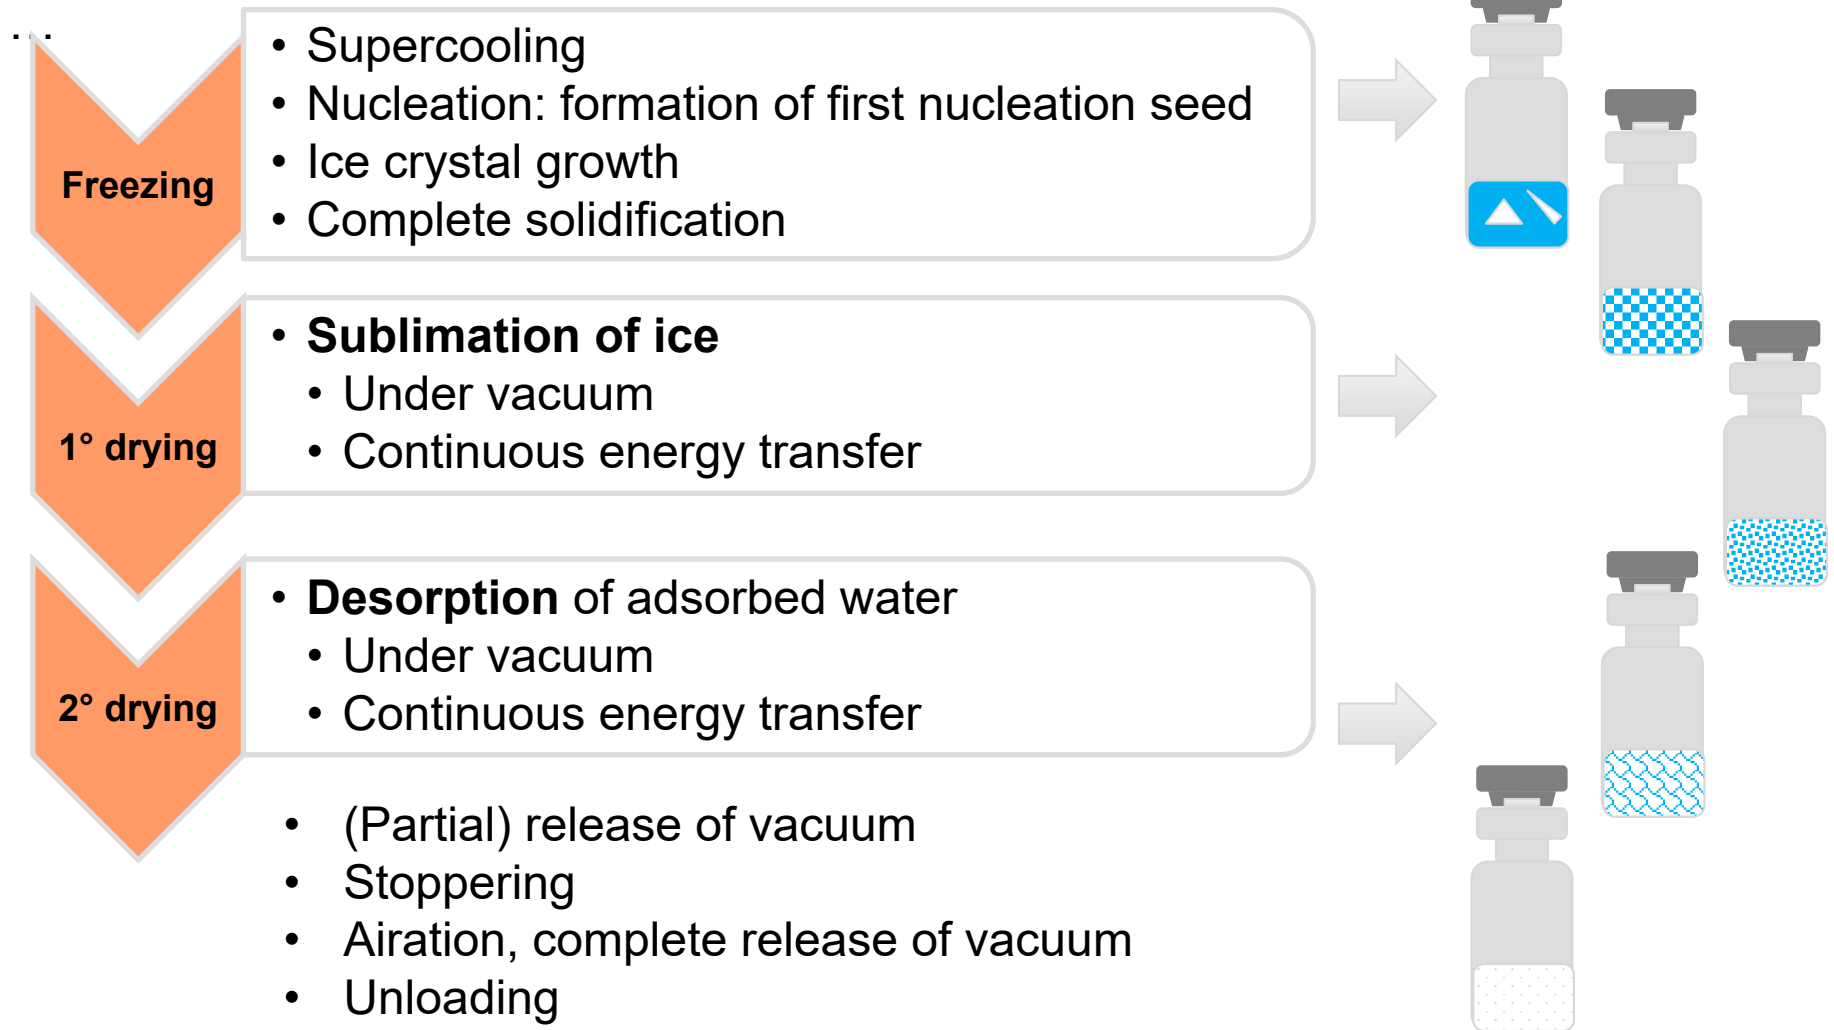 ...
Freezing
• Supercooling
• Nucleation: formation of first nucleation seed
• Ice crystal growth
• Complete solidification
1° drying
• Sublimation of ice
• Under vacuum
• Continuous energy transfer
2° drying
• Desorption of adsorbed water
• Under vacuum
• Continuous energy transfer
• (Partial) release of vacuum
• Stoppering
• Airation, complete release of vacuum
• Unloading